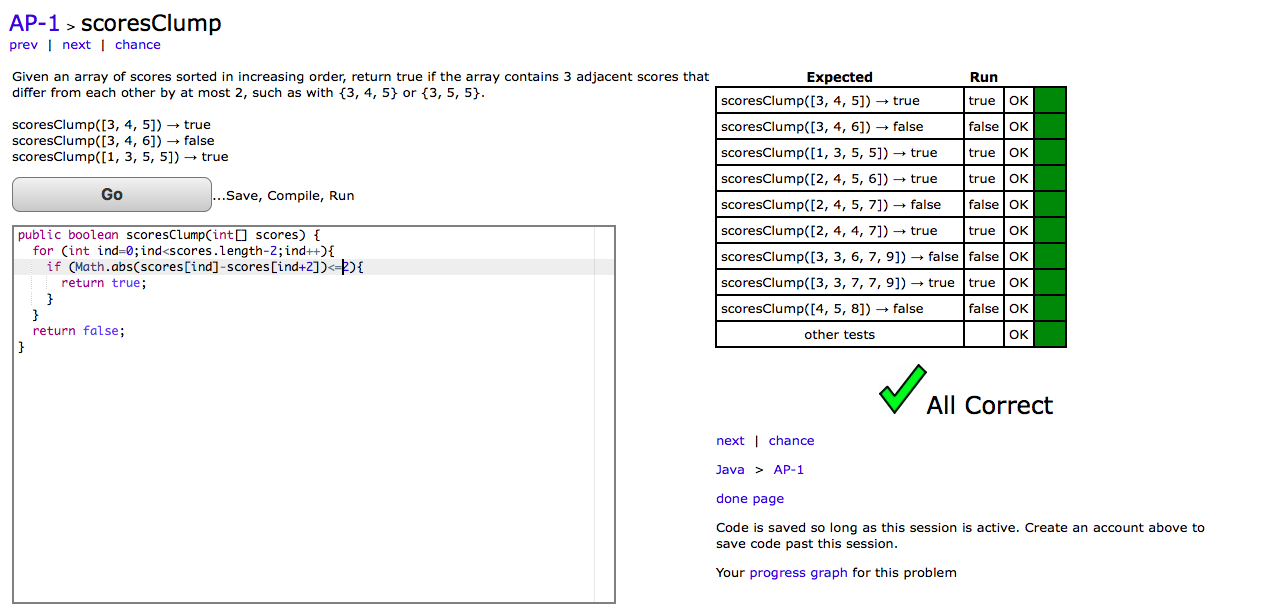 AP-1 > scoresClump
prev | next | chance
Given an array of scores sorted in increasing order, return true if the array contains 3 adjacent scores that
differ from each other by at most 2, such as with {3, 4, 5} or {3, 5, 5}.
scoresClump([3, 4, 5]) → true
scoresClump([3, 4, 6]) → false
scoresClump([1, 3, 5, 5]) → true
Go ...Save, Compile, Run
public boolean scoresClump(int[] scores) {
  for (int ind=0;ind<scores.length-2;ind++){
    if (Math.abs(scores[ind]-scores[ind+2])<=2){
      return true;
    }
  }
  return false;
}
Expected Run
scoresClump([3, 4, 5]) → true true OK
scoresClump([3, 4, 6]) → false false OK
scoresClump([1, 3, 5, 5]) → true true OK
scoresClump([2, 4, 5, 6]) → true true OK
scoresClump([2, 4, 5, 7]) → false false OK
scoresClump([2, 4, 4, 7]) → true true OK
scoresClump([3, 3, 6, 7, 9]) → false false OK
scoresClump([3, 3, 7, 7, 9]) → true true OK
scoresClump([4, 5, 8]) → false false OK
other tests OK
All Correct
next | chance
Java > AP-1
done page
Code is saved so long as this session is active. Create an account above to
save code past this session.
Your progress graph for this problem